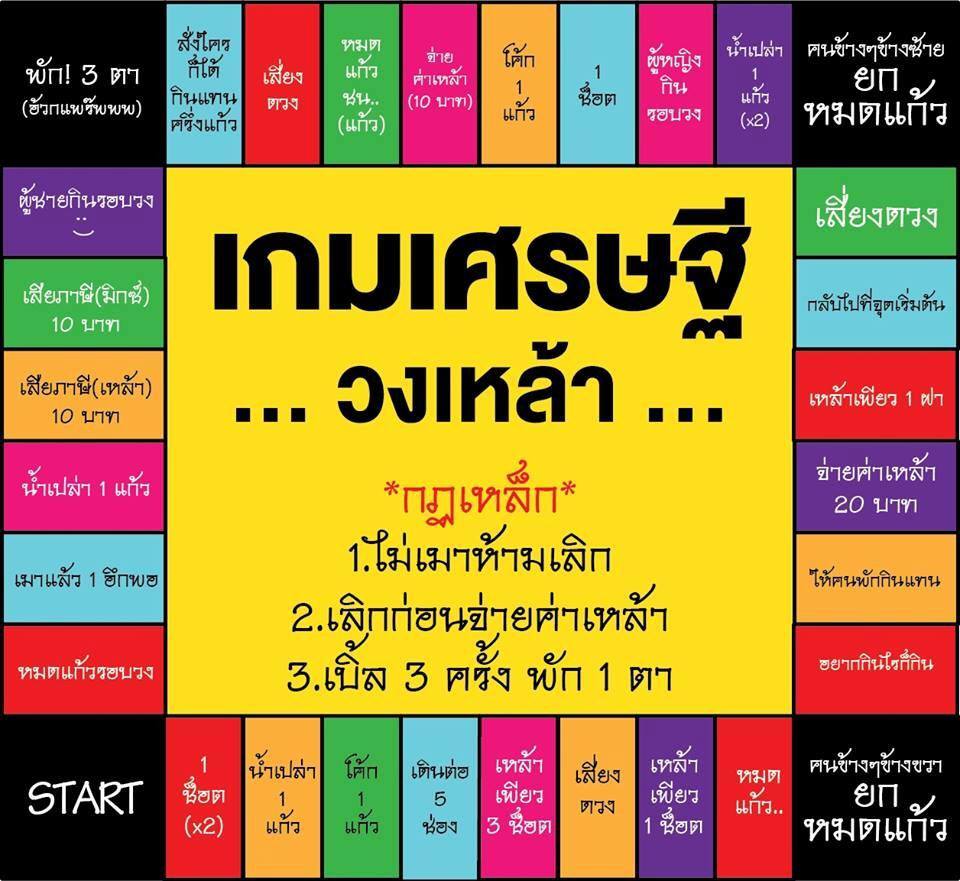 พัก! 3 ตา
(ฮัวกแพร๊พพพ)
สั่งใคร
ก็ได้
กินแทน
ครึ่งแก้ว
เสี่ยง
ดวง
หมด
แก้ว
ชน..
(แก้ว)
จ่าย
ค่าเหล้า
(10 บาท)
โค้ก
1
แก้ว
1
ช็อต
ผู้หญิง
กิน
รอบวง
น้ำเปล่า
1
แก้ว
(x2)
คนข้างๆข้างซ้าย
ยก
หมดแก้ว
ผู้ชายกินรอบวง
:)
เสียภาษี(มิกซ์)
10 บาท
เสียภาษี(เหล้า)
10 บาท
น้ำเปล่า 1 แก้ว
เมาแล้ว 1 ฮึกพอ
หมดแก้วรอบวง
เกมเศรษฐี
... วงเหล้า ...
*กฎเหล็ก*
1.ไม่เมาห้ามเลิก
2.เลิกก่อนจ่ายค่าเหล้า
3.เบิ้ล 3 ครั้ง พัก 1 ตา
เสี่ยงดวง
กลับไปที่จุดเริ่มต้น
เหล้าเพียว 1 ฝา
จ่ายค่าเหล้า
20 บาท
ให้คนพักกินแทน
อยากกินไรก็กิน
START
1
ช็อต
(x2)
น้ำเปล่า
1
แก้ว
โค้ก
1
แก้ว
เดินต่อ
5
ช่อง
เหล้า
เพียว
3 ช็อต
เสี่ยง
ดวง
เหล้า
เพียว
1 ช็อต
หมด
แก้ว..
คนข้างๆข้างขวา
ยก
หมดแก้ว